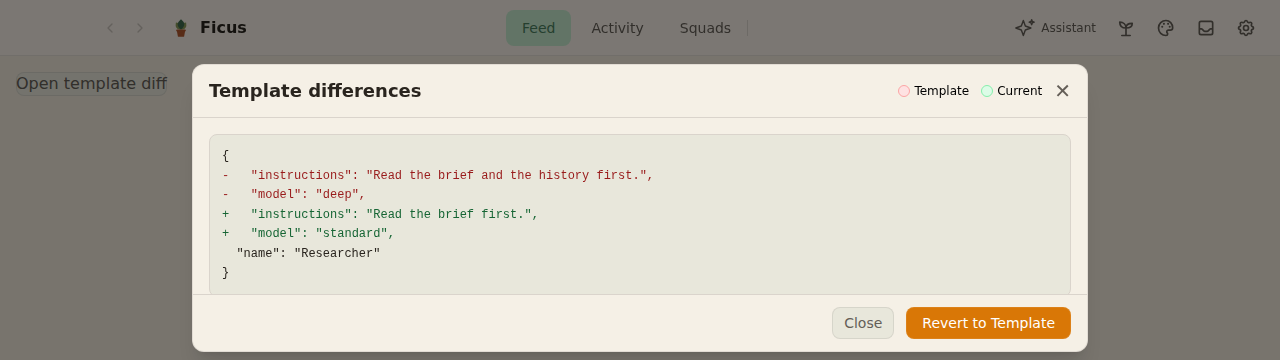 Ficus
Feed
Activity
Squads
Assistant
Open template diff
Template differences
Template
Current
{
-   "instructions": "Read the brief and the history first.",
-   "model": "deep",
+   "instructions": "Read the brief first.",
+   "model": "standard",
  "name": "Researcher"
}
Close
Revert to Template